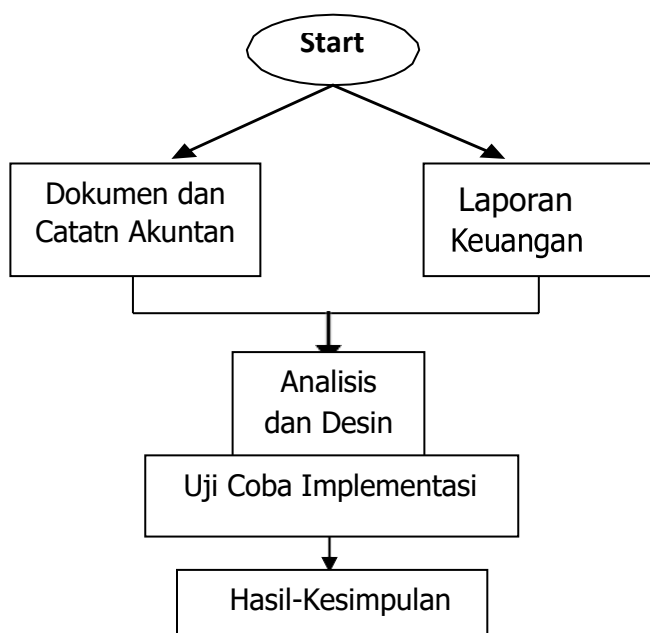 Start
Dokumen dan
Catatn Akuntan
Laporan
Keuangan
Analisis
dan Desin
Uji Coba Implementasi
Hasil-Kesimpulan